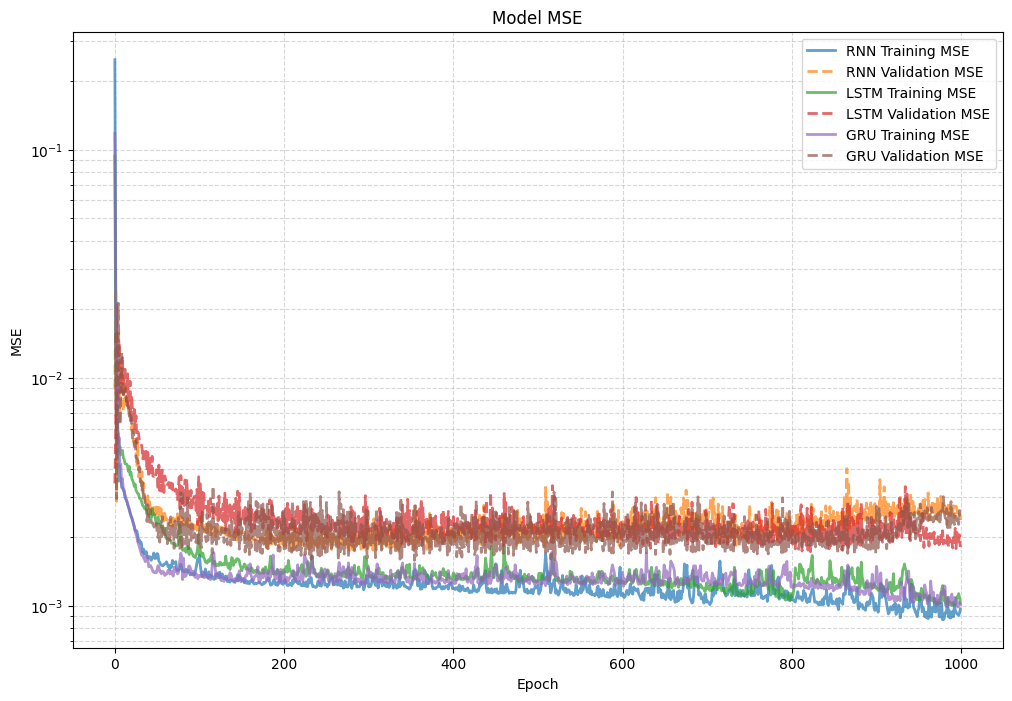 Model MSE
RNN Training MSE
RNN Validation MSE
LSTM Training MSE
LSTM Validation MSE
GRU Training MSE
GRU Validation MSE
MSE
10⁻¹
10⁻²
10⁻³
0 200 400 600 800 1000
Epoch